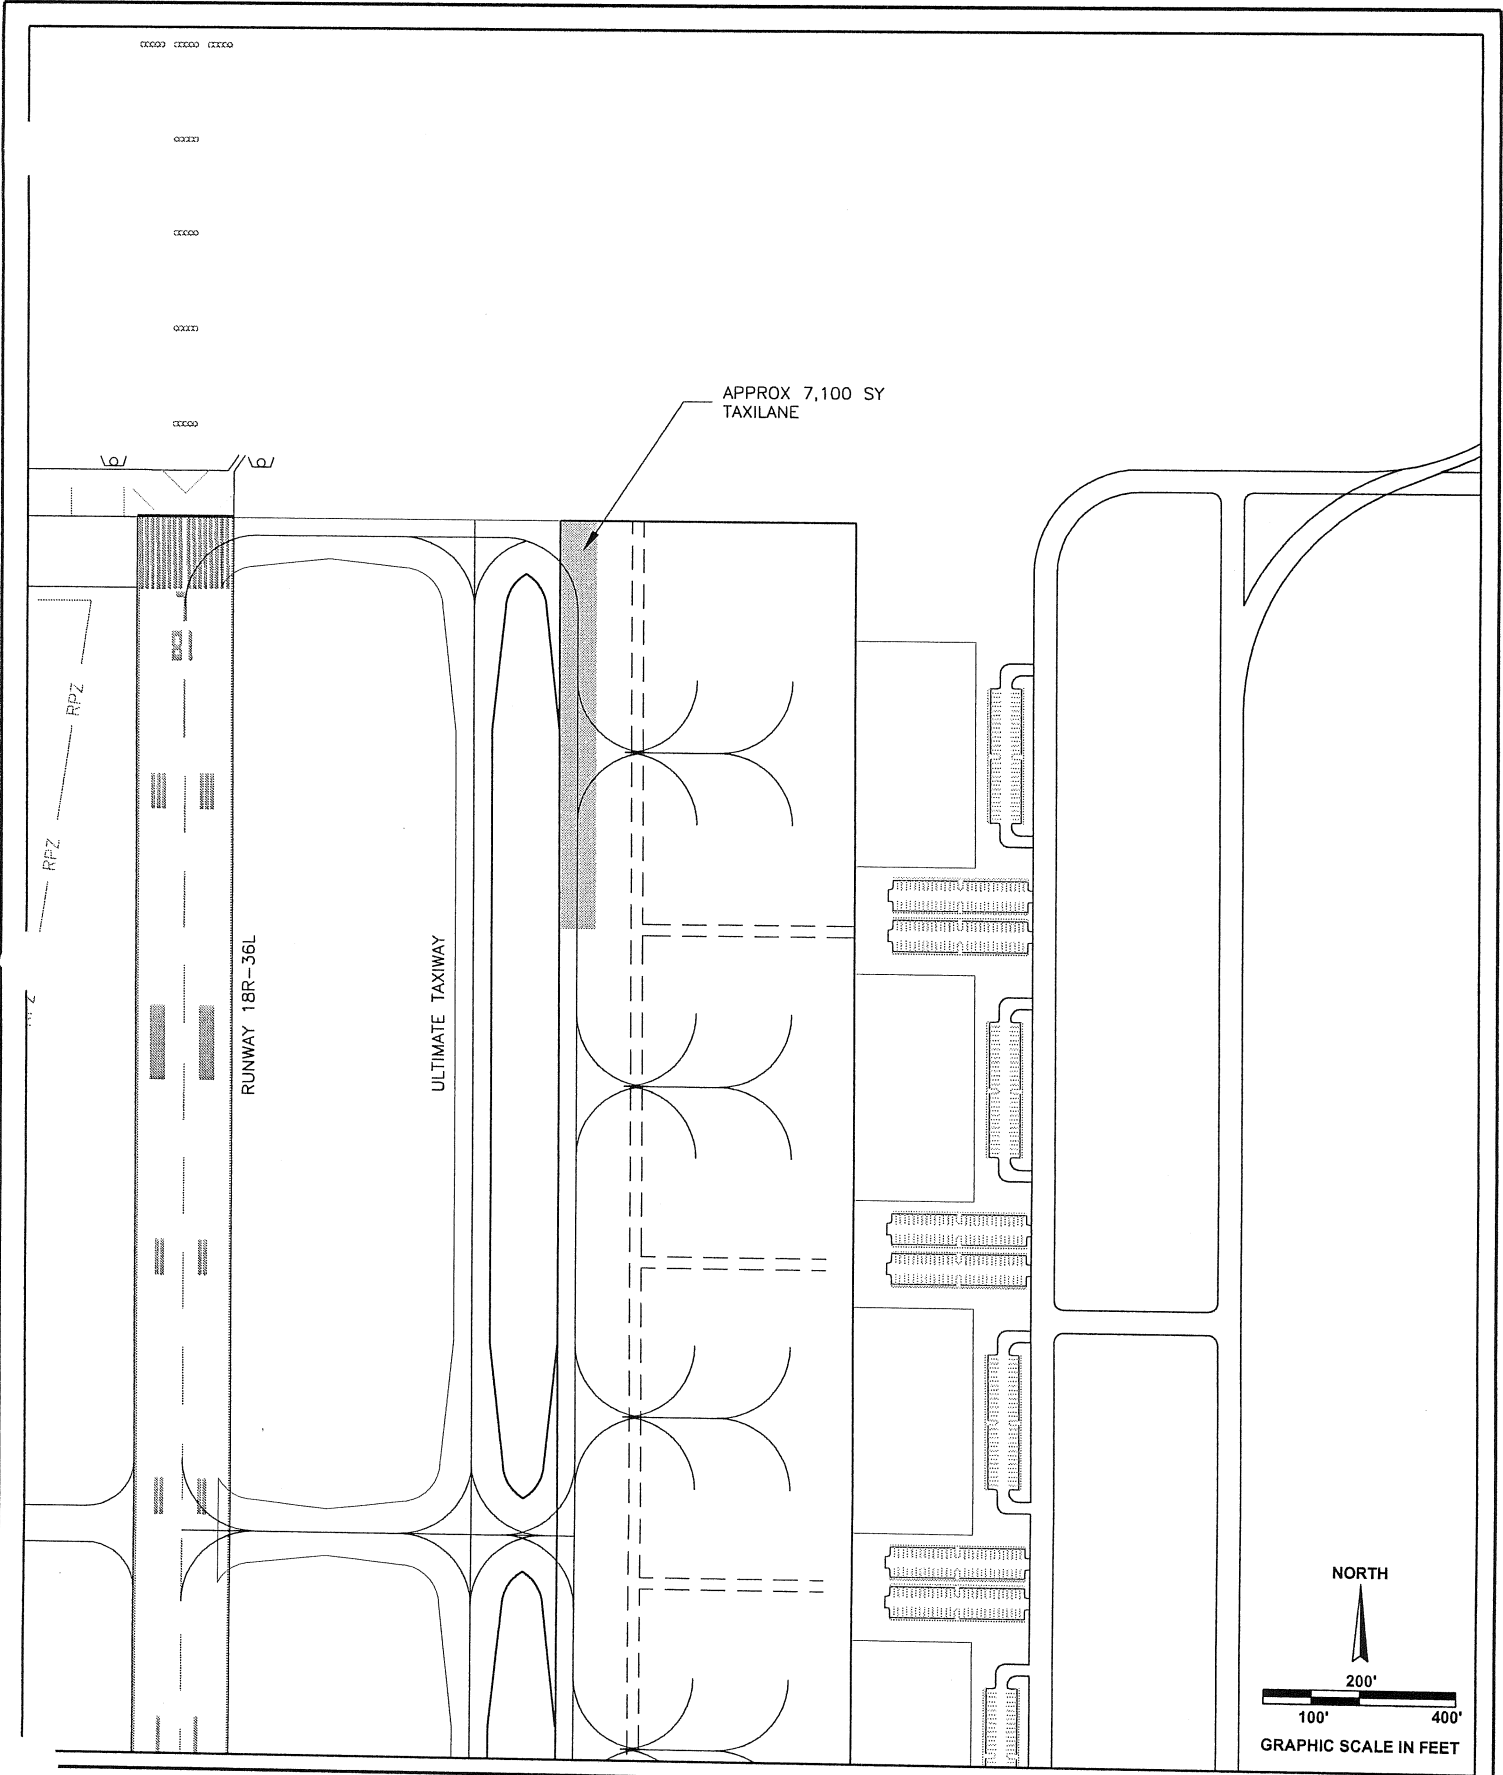 APPROX 7,100 SY
TAXILANE
RPZ
RPZ
RUNWAY 18R-36L
ULTIMATE TAXIWAY
NORTH
200'
100'
400'
GRAPHIC SCALE IN FEET